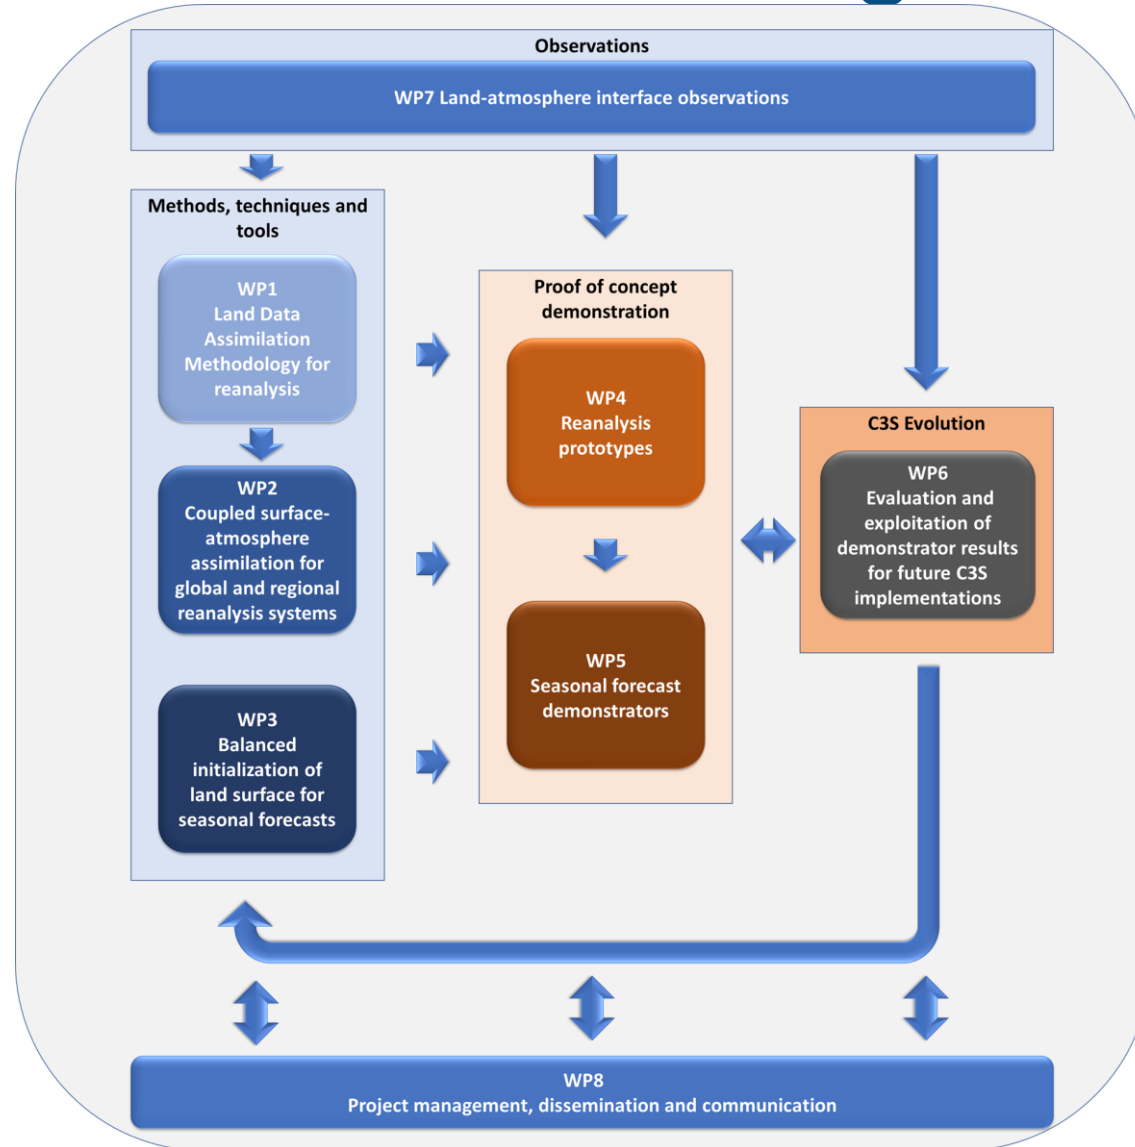 Observations
WP7 Land-atmosphere interface observations
Methods, techniques and
tools
WP1
Land Data
Assimilation
Methodology for
reanalysis
WP2
Coupled surface-
atmosphere
assimilation for
global and regional
reanalysis systems
WP3
Balanced
initialization of
land surface for
seasonal forecasts
Proof of concept
demonstration
WP4
Reanalysis
prototypes
WP5
Seasonal forecast
demonstrators
C3S Evolution
WP6
Evaluation and
exploitation of
demonstrator results
for future C3S
implementations
WP8
Project management, dissemination and communication